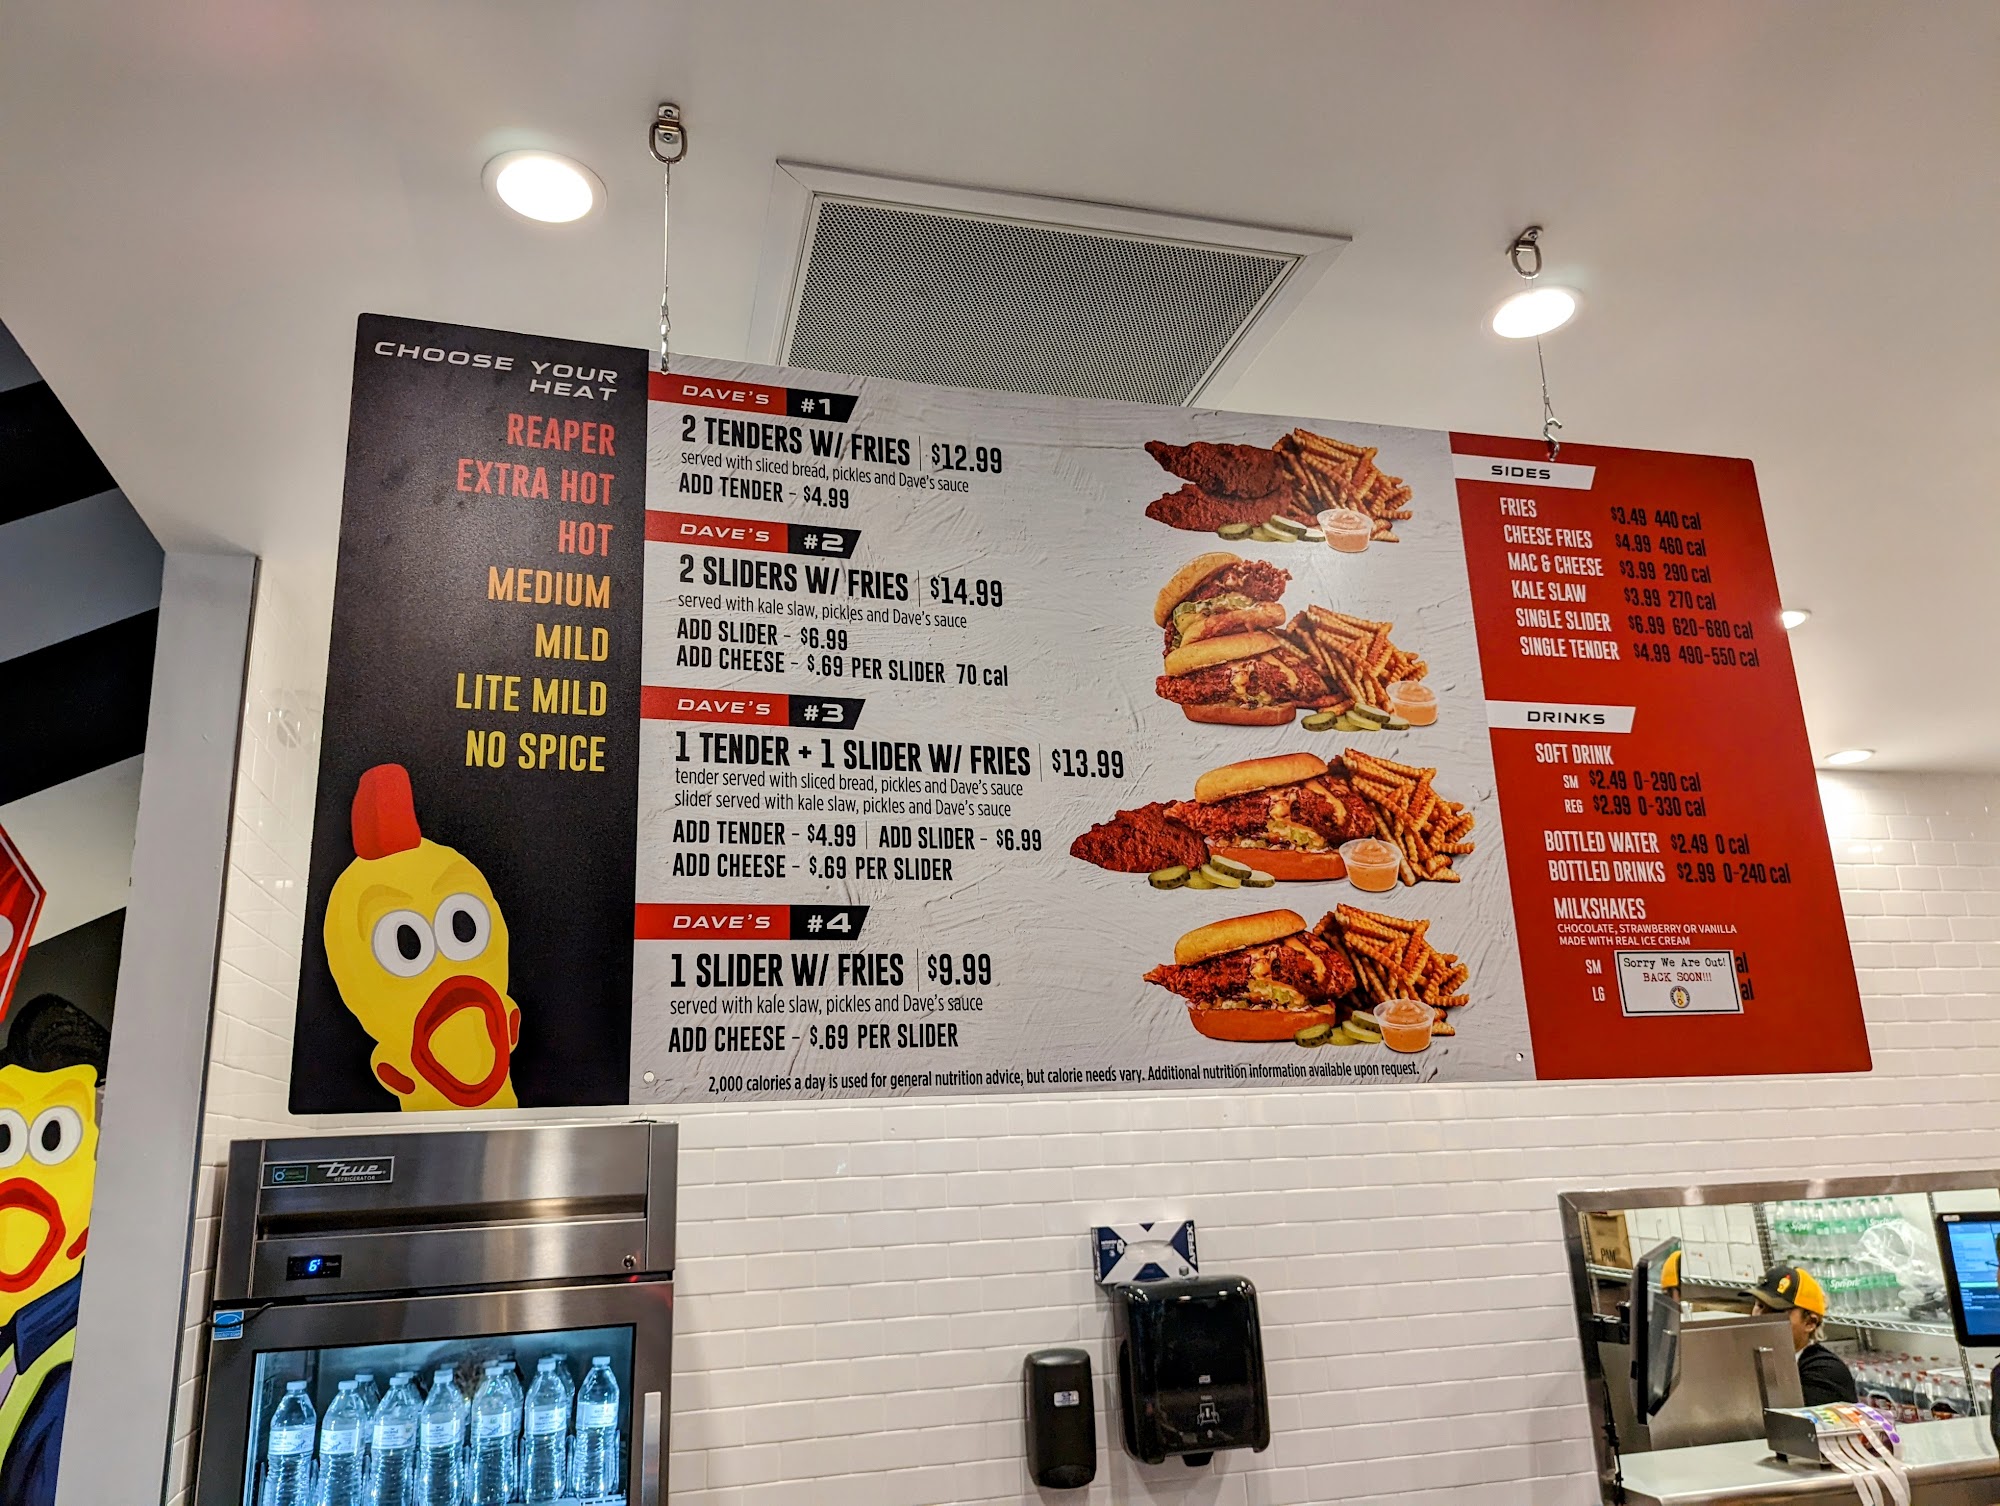 CHOOSE YOUR
HEAT
REAPER
EXTRA HOT
HOT
MEDIUM
MILD
LITE MILD
NO SPICE
DAVE'S #1
2 TENDERS W/ FRIES | $12.99
served with sliced bread, pickles and Dave's sauce
ADD TENDER - $4.99
DAVE'S #2
2 SLIDERS W/ FRIES | $14.99
served with kale slaw, pickles and Dave's sauce
ADD SLIDER - $6.99
ADD CHEESE - $.69 PER SLIDER 70 cal
DAVE'S #3
1 TENDER + 1 SLIDER W/ FRIES | $13.99
tender served with sliced bread, pickles and Dave's sauce
slider served with kale slaw, pickles and Dave's sauce
ADD TENDER - $4.99 | ADD SLIDER - $6.99
ADD CHEESE - $.69 PER SLIDER
DAVE'S #4
1 SLIDER W/ FRIES | $9.99
served with kale slaw, pickles and Dave's sauce
ADD CHEESE - $.69 PER SLIDER
2,000 calories a day is used for general nutrition advice, but calorie needs vary. Additional nutrition information available upon request.
SIDES
FRIES $3.49 440 cal
CHEESE FRIES $4.99 460 cal
MAC & CHEESE $3.99 290 cal
KALE SLAW $3.99 270 cal
SINGLE SLIDER $6.99 620-680 cal
SINGLE TENDER $4.99 490-550 cal
DRINKS
SOFT DRINK
SM $2.49 0-290 cal
REG $2.99 0-330 cal
BOTTLED WATER $2.49 0 cal
BOTTLED DRINKS $2.99 0-240 cal
MILKSHAKES
CHOCOLATE, STRAWBERRY OR VANILLA
MADE WITH REAL ICE CREAM
SM
LG
Sorry We Are Out!
BACK SOON!!!
al
al
true
REFRIGERATOR
AFFEX
PAM
Sprite